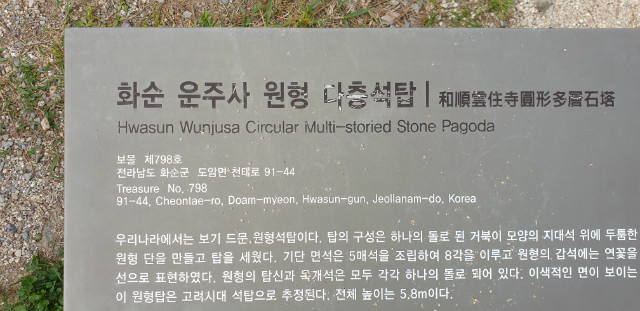 화순 운주사 원형 다층석탑 | 和順雲住寺圓形多層石塔
Hwasun Wunjusa Circular Multi-storied Stone Pagoda
보물 제798호
전라남도 화순군 도암면 천태로 91-44
Treasure No. 798
91-44, Cheontae-ro, Doam-myeon, Hwasun-gun, Jeollanam-do, Korea
우리나라에서는 보기 드문 원형석탑이다. 탑의 구성은 하나의 돌로 된 거북이 모양의 지대석 위에 두툼한
원형 단을 만들고 탑을 세웠다. 기단 면석은 5매석을 조립하여 8각을 이루고 원형의 갑석에는 연꽃을
선으로 표현하였다. 원형의 탑신과 옥개석은 모두 각각 하나의 돌로 되어 있다. 이색적인 면이 보이는
이 원형탑은 고려시대 석탑으로 추정된다. 전체 높이는 5.8m이다.